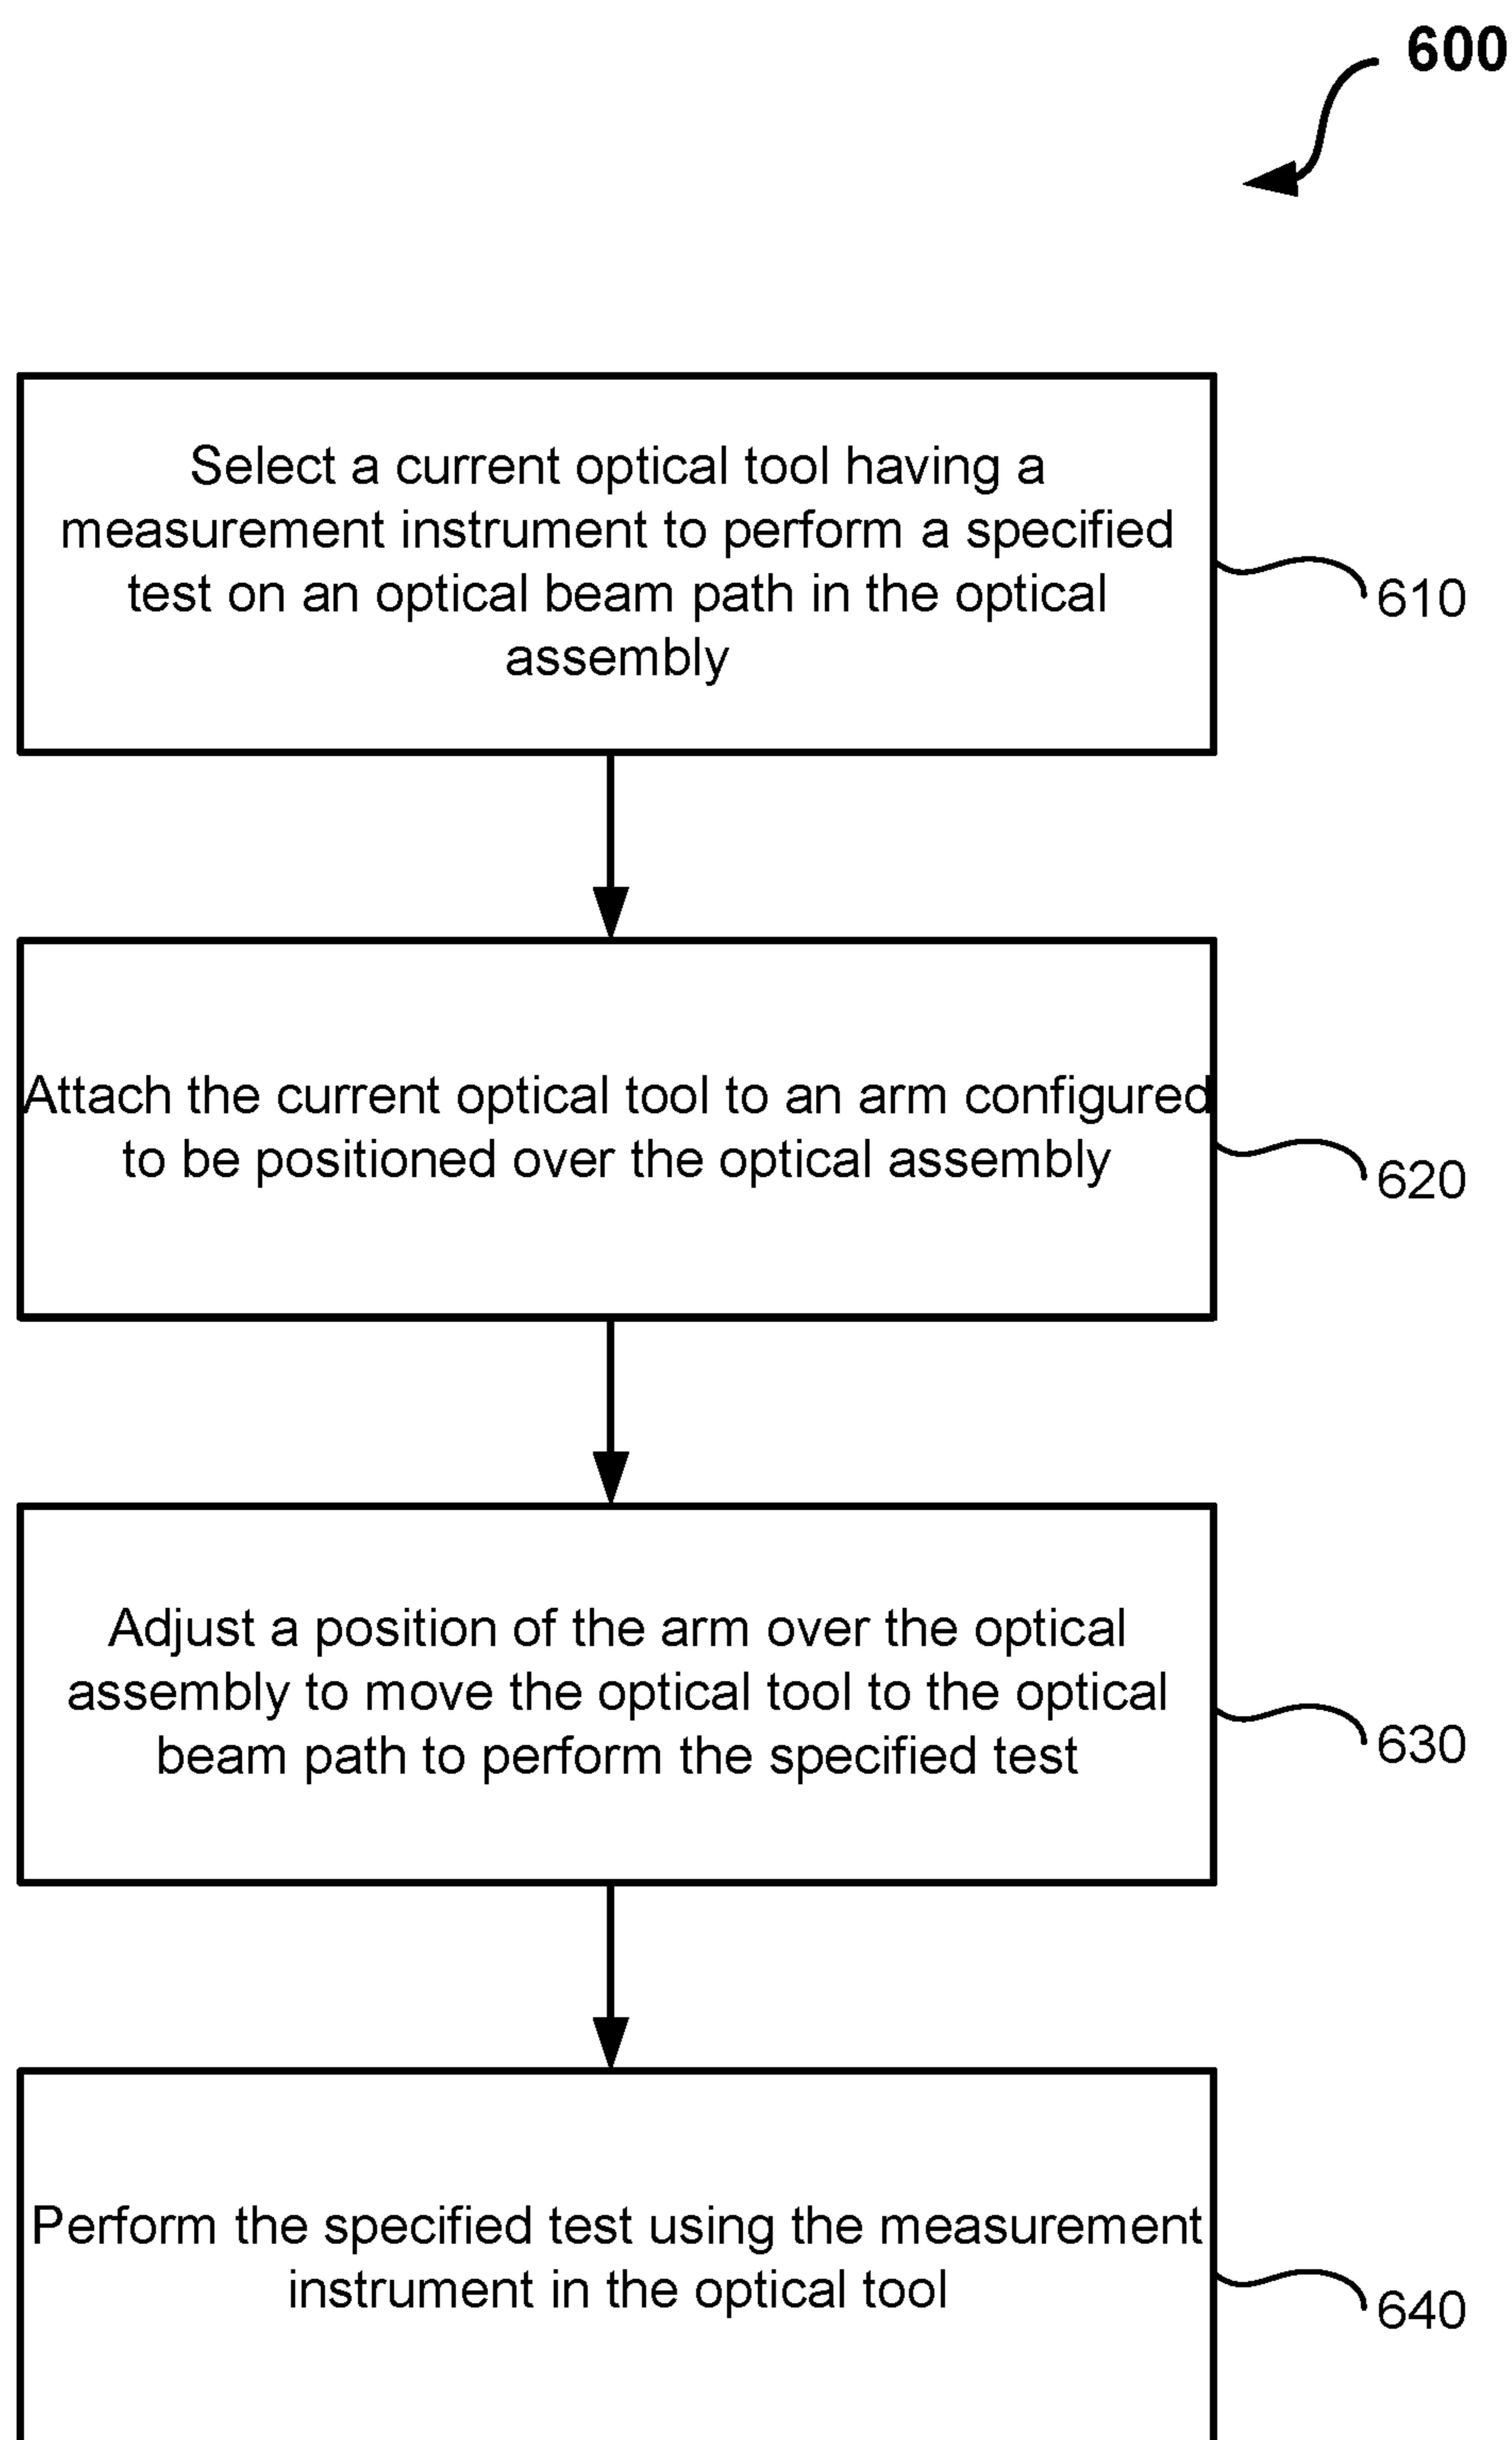 600
Select a current optical tool having a
measurement instrument to perform a specified
test on an optical beam path in the optical
assembly
610
Attach the current optical tool to an arm configured
to be positioned over the optical assembly
620
Adjust a position of the arm over the optical
assembly to move the optical tool to the optical
beam path to perform the specified test
630
Perform the specified test using the measurement
instrument in the optical tool
640